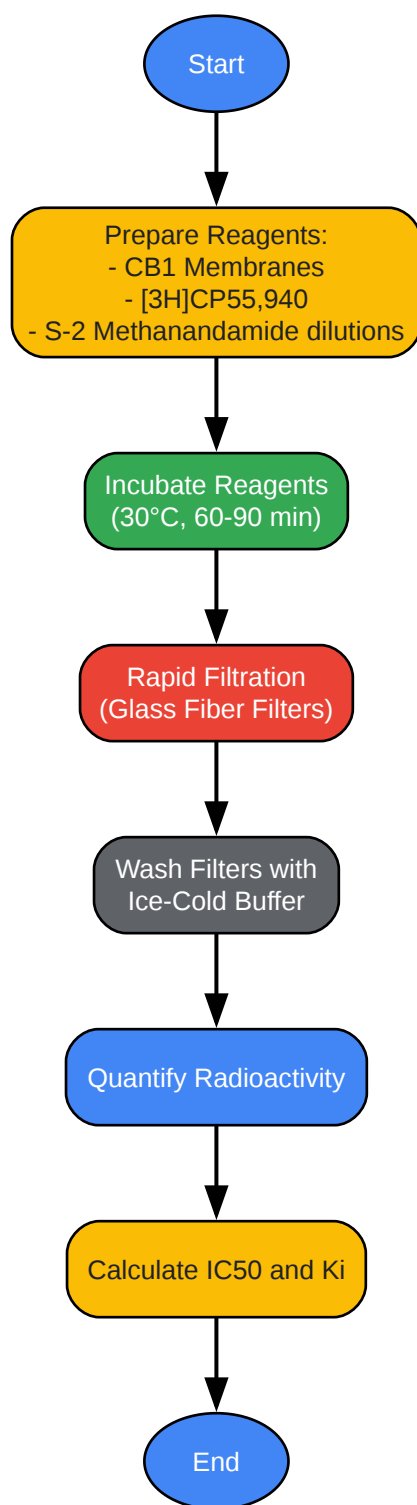 Start
Prepare Reagents:
- CB1 Membranes
- [3H]CP55,940
- S-2 Methanandamide dilutions
Incubate Reagents
(30°C, 60-90 min)
Rapid Filtration
(Glass Fiber Filters)
Wash Filters with
Ice-Cold Buffer
Quantify Radioactivity
Calculate IC50 and Ki
End